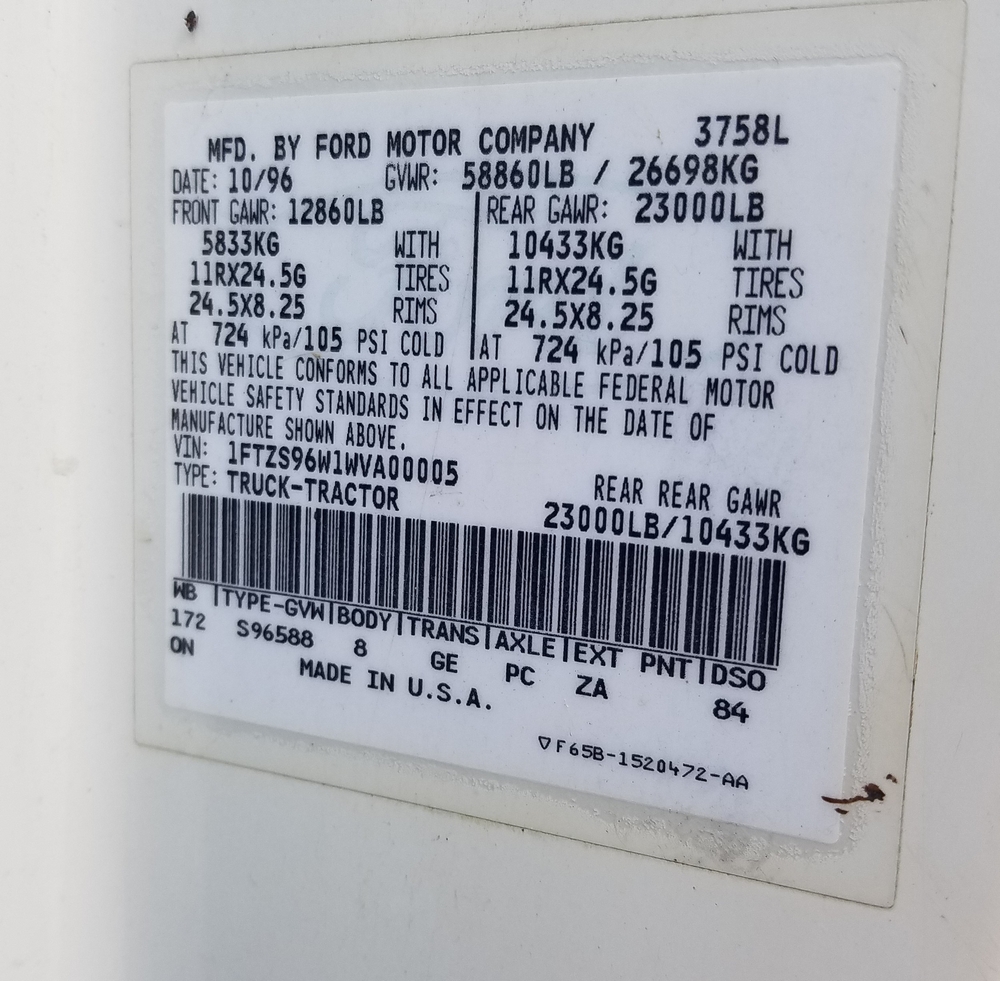 MFD. BY FORD MOTOR COMPANY 3758L
DATE: 10/96 GVWR: 58860LB / 26698KG
FRONT GAWR: 12860LB REAR GAWR: 23000LB
5833KG WITH 10433KG WITH
11RX24.5G TIRES 11RX24.5G TIRES
24.5X8.25 RIMS 24.5X8.25 RIMS
AT 724 kPa/105 PSI COLD AT 724 kPa/105 PSI COLD
THIS VEHICLE CONFORMS TO ALL APPLICABLE FEDERAL MOTOR
VEHICLE SAFETY STANDARDS IN EFFECT ON THE DATE OF
MANUFACTURE SHOWN ABOVE.
VIN: 1FTZS96W1WVA00005
TYPE: TRUCK-TRACTOR REAR REAR GAWR
23000LB/10433KG
WB |TYPE-GVW|BODY|TRANS|AXLE|EXT PNT|DSO
172 S96588 8 GE PC ZA 84
ON MADE IN U.S.A.
▽F65B-1520472-AA